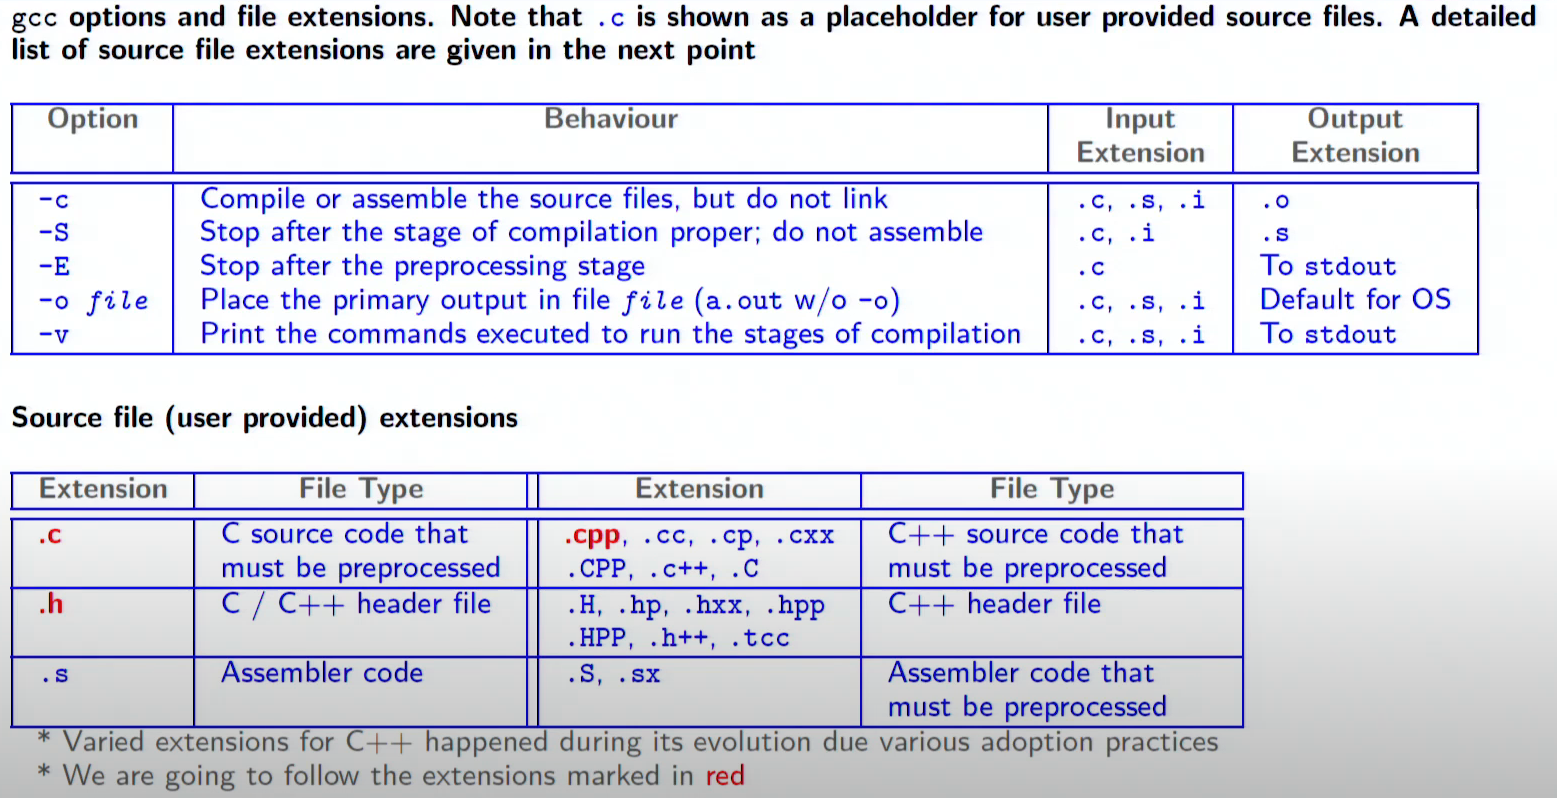 gcc options and file extensions. Note that .c is shown as a placeholder for user provided source files. A detailed
list of source file extensions are given in the next point
Option Behaviour Input Extension Output Extension
-c Compile or assemble the source files, but do not link .c, .s, .i .o
-S Stop after the stage of compilation proper; do not assemble .c, .i .s
-E Stop after the preprocessing stage .c To stdout
-o file Place the primary output in file file (a.out w/o -o) .c, .s, .i Default for OS
-v Print the commands executed to run the stages of compilation .c, .s, .i To stdout
Source file (user provided) extensions
Extension File Type Extension File Type
.c C source code that must be preprocessed .cpp, .cc, .cp, .cxx .CPP, .c++, .C C++ source code that must be preprocessed
.h C / C++ header file .H, .hp, .hxx, .hpp .HPP, .h++, .tcc C++ header file
.s Assembler code .S, .sx Assembler code that must be preprocessed
* Varied extensions for C++ happened during its evolution due various adoption practices
* We are going to follow the extensions marked in red